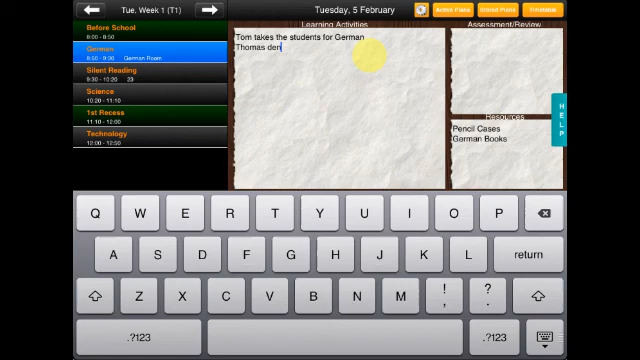 Tue, Week 1 (T1)
Tuesday, 5 February
Active Plans
Stored Plans
Timetable
Before School
8:00 - 8:50
German
8:50 - 9:30 German Room
Silent Reading
9:30 - 10:20 23
Science
10:20 - 11:10
1st Recess
11:10 - 12:00
Technology
12:00 - 12:50
Learning Activities
Tom takes the students for German
Thomas den
Assessment/Review
Resources
Pencil Cases
German Books
HELP
Q W E R T Y U I O P
A S D F G H J K L return
Z X C V B N M ! , ? .
.?123 .?123